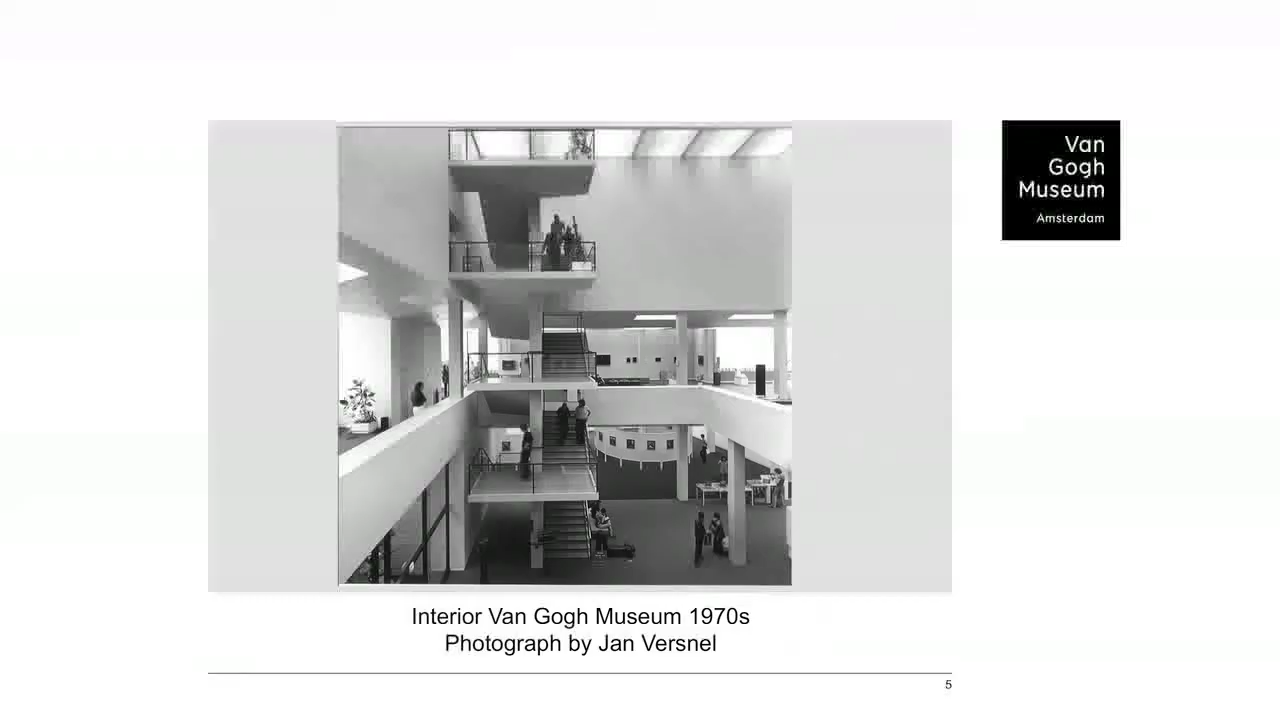 Van
Gogh
Museum
Amsterdam
Interior Van Gogh Museum 1970s
Photograph by Jan Versnel
5